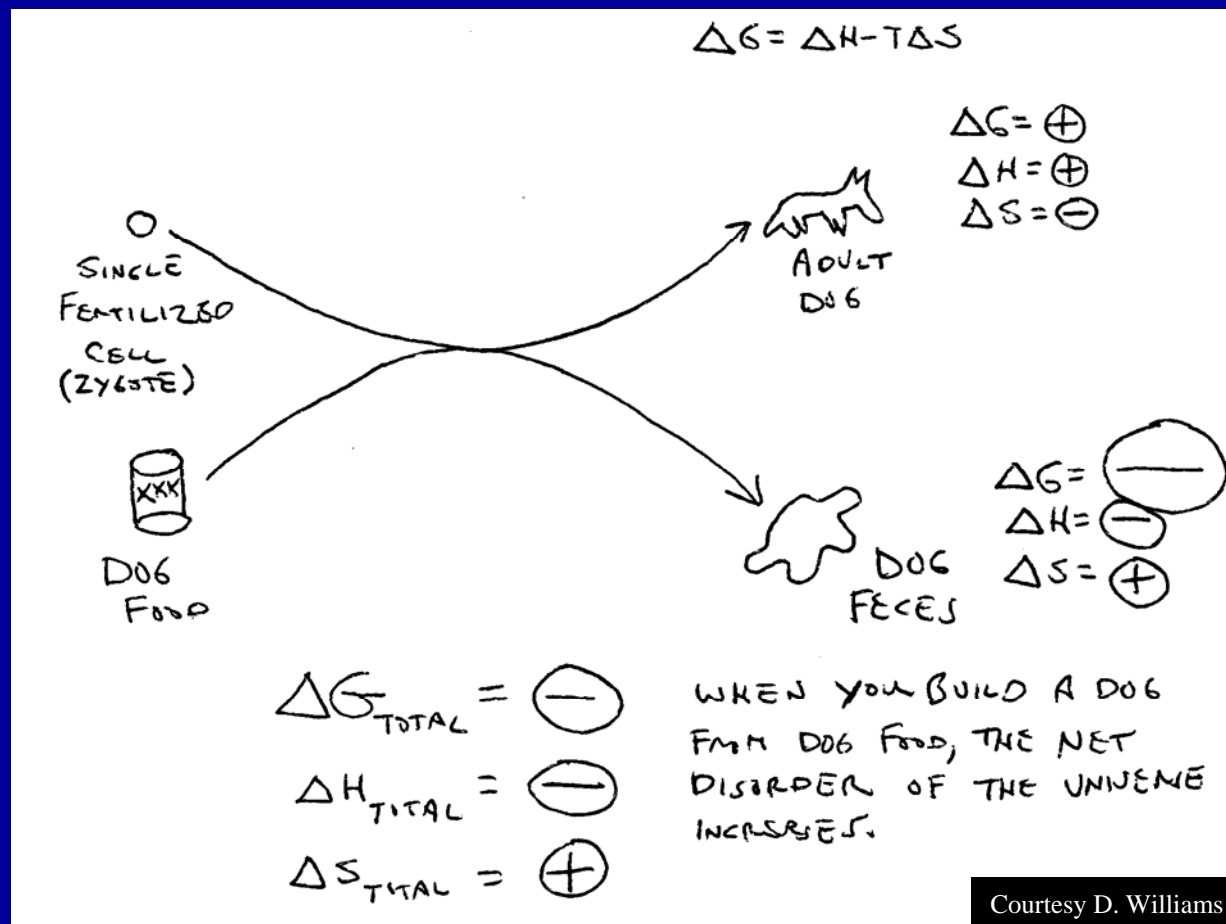 ΔG = ΔH-TΔS
ΔG = ⊕
ΔH = ⊕
ΔS = ⊖
SINGLE
FERTILIZED
CELL
(ZYGOTE)
ADULT
DOG
XXX
DOG
FOOD
ΔG = ⊖
ΔH = ⊖
ΔS = ⊕
DOG
FECES
ΔG TOTAL = ⊖
ΔH TOTAL = ⊖
ΔS TOTAL = ⊕
WHEN YOU BUILD A DOG
FROM DOG FOOD, THE NET
DISORDER OF THE UNIVERSE
INCREASES.
Courtesy D. Williams